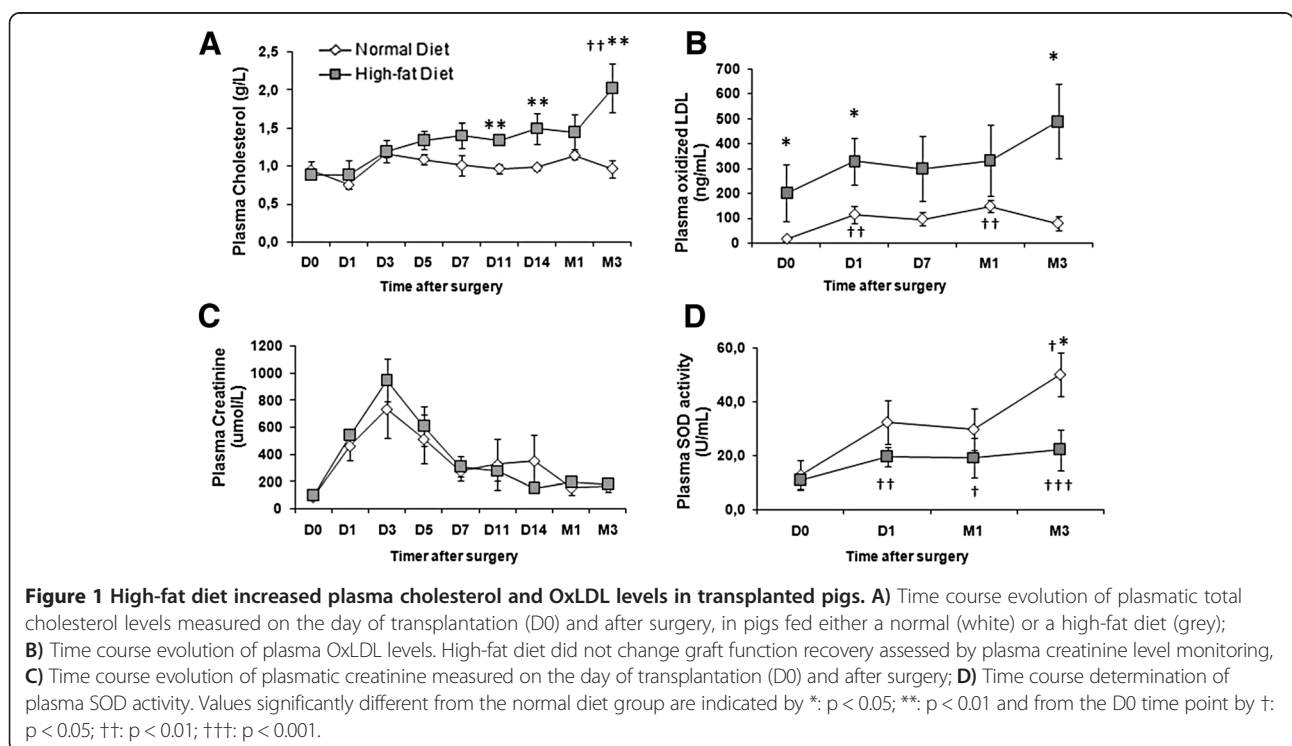 A
Normal Diet
High-fat Diet
††**
**
**
Plasma Cholesterol (g/L)
2,5
2,0
1,5
1,0
0,5
0,0
D0 D1 D3 D5 D7 D11 D14 M1 M3
Time after surgery
B
*
*
*
Plasma oxidized LDL
(ng/mL)
700
600
500
400
300
200
100
0
††
††
D0 D1 D7 M1 M3
Time after surgery
C
Plasma Creatinine
(umol/L)
1200
1000
800
600
400
200
0
D0 D1 D3 D5 D7 D11 D14 M1 M3
Timer after surgery
D
†*
Plasma SOD activity
(U/mL)
60,0
40,0
20,0
0,0
††
†
†††
D0 D1 M1 M3
Time after surgery
Figure 1 High-fat diet increased plasma cholesterol and OxLDL levels in transplanted pigs. A) Time course evolution of plasmatic total
cholesterol levels measured on the day of transplantation (D0) and after surgery, in pigs fed either a normal (white) or a high-fat diet (grey);
B) Time course evolution of plasma OxLDL levels. High-fat diet did not change graft function recovery assessed by plasma creatinine level monitoring,
C) Time course evolution of plasmatic creatinine measured on the day of transplantation (D0) and after surgery; D) Time course determination of
plasma SOD activity. Values significantly different from the normal diet group are indicated by *: p < 0.05; **: p < 0.01 and from the D0 time point by †:
p < 0.05; ††: p < 0.01; †††: p < 0.001.